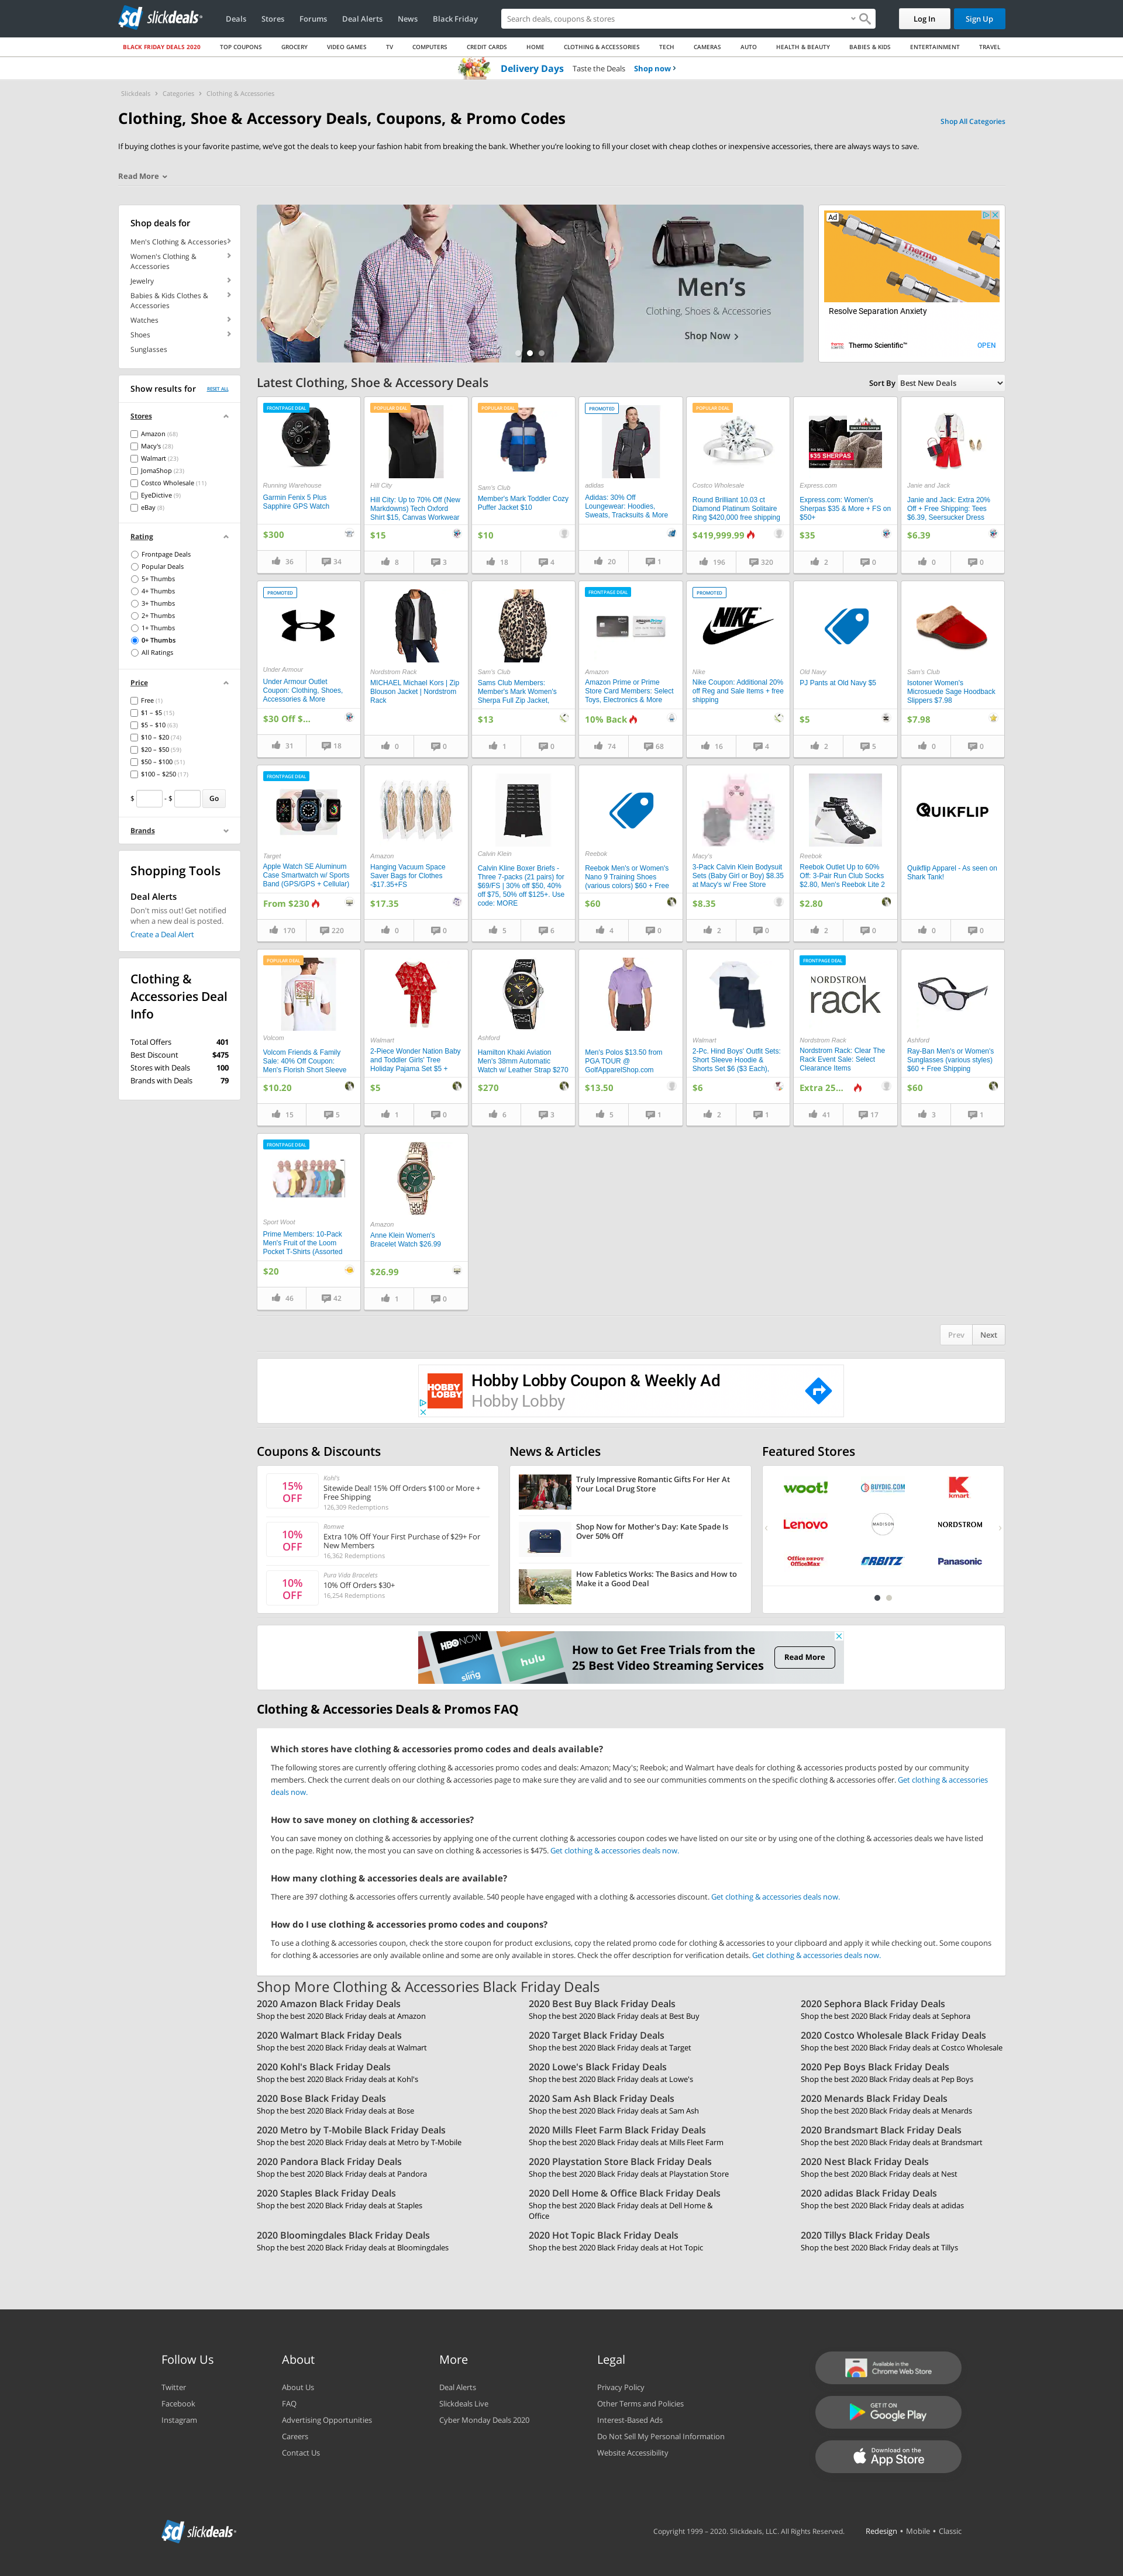 sd slickdeals
Deals Stores Forums Deal Alerts News Black Friday
Search deals, coupons & stores
Log In Sign Up
BLACK FRIDAY DEALS 2020 TOP COUPONS GROCERY VIDEO GAMES TV COMPUTERS CREDIT CARDS HOME CLOTHING & ACCESSORIES TECH CAMERAS AUTO HEALTH & BEAUTY BABIES & KIDS ENTERTAINMENT TRAVEL
Delivery Days Taste the Deals Shop now
Slickdeals Categories Clothing & Accessories
Clothing, Shoe & Accessory Deals, Coupons, & Promo Codes
Shop All Categories
If buying clothes is your favorite pastime, we've got the deals to keep your fashion habit from breaking the bank. Whether you're looking to fill your closet with cheap clothes or inexpensive accessories, there are always ways to save.
Read More
Shop deals for
Men's Clothing & Accessories
Women's Clothing &
Accessories
Jewelry
Babies & Kids Clothes &
Accessories
Watches
Shoes
Sunglasses
Men's
Clothing, Shoes & Accessories
Shop Now
Ad
Thermo
Resolve Separation Anxiety
Thermo Scientific™ OPEN
Show results for RESET ALL
Stores
Amazon (68)
Macy's (28)
Walmart (23)
JomaShop (23)
Costco Wholesale (11)
EyeDictive (9)
eBay (8)
Rating
Frontpage Deals
Popular Deals
5+ Thumbs
4+ Thumbs
3+ Thumbs
2+ Thumbs
1+ Thumbs
0+ Thumbs
All Ratings
Price
Free (1)
$1 – $5 (15)
$5 – $10 (63)
$10 – $20 (74)
$20 – $50 (59)
$50 – $100 (51)
$100 – $250 (17)
$ - $ Go
Brands
Shopping Tools
Deal Alerts
Don't miss out! Get notified
when a new deal is posted.
Create a Deal Alert
Clothing &
Accessories Deal
Info
Total Offers 401
Best Discount $475
Stores with Deals 100
Brands with Deals 79
Latest Clothing, Shoe & Accessory Deals
Sort By Best New Deals
FRONTPAGE DEAL
Running Warehouse
Garmin Fenix 5 Plus
Sapphire GPS Watch
$300
36 34
POPULAR DEAL
Hill City
Hill City: Up to 70% Off (New
Markdowns) Tech Oxford
Shirt $15, Canvas Workwear
$15
8 3
POPULAR DEAL
Sam's Club
Member's Mark Toddler Cozy
Puffer Jacket $10
$10
18 4
PROMOTED
adidas
Adidas: 30% Off
Loungewear: Hoodies,
Sweats, Tracksuits & More
20 1
POPULAR DEAL
Costco Wholesale
Round Brilliant 10.03 ct
Diamond Platinum Solitaire
Ring $420,000 free shipping
$419,999.99
196 320
$35 SHERPAS
Express.com
Express.com: Women's
Sherpas $35 & More + FS on
$50+
$35
2 0
Janie and Jack
Janie and Jack: Extra 20%
Off + Free Shipping: Tees
$6.39, Seersucker Dress
$6.39
0 0
PROMOTED
Under Armour
Under Armour Outlet
Coupon: Clothing, Shoes,
Accessories & More
$30 Off $...
31 18
Nordstrom Rack
MICHAEL Michael Kors | Zip
Blouson Jacket | Nordstrom
Rack
0 0
Sam's Club
Sams Club Members:
Member's Mark Women's
Sherpa Full Zip Jacket,
$13
1 0
FRONTPAGE DEAL
Amazon
Amazon Prime or Prime
Store Card Members: Select
Toys, Electronics & More
10% Back
74 68
PROMOTED
NIKE
Nike
Nike Coupon: Additional 20%
off Reg and Sale Items + free
shipping
16 4
Old Navy
PJ Pants at Old Navy $5
$5
2 5
Sam's Club
Isotoner Women's
Microsuede Sage Hoodback
Slippers $7.98
$7.98
0 0
FRONTPAGE DEAL
Target
Apple Watch SE Aluminum
Case Smartwatch w/ Sports
Band (GPS/GPS + Cellular)
From $230
170 220
Amazon
Hanging Vacuum Space
Saver Bags for Clothes
-$17.35+FS
$17.35
0 0
Calvin Klein
Calvin Kline Boxer Briefs -
Three 7-packs (21 pairs) for
$69/FS | 30% off $50, 40%
off $75, 50% off $125+. Use
code: MORE
5 6
Reebok
Reebok Men's or Women's
Nano 9 Training Shoes
(various colors) $60 + Free
$60
4 0
Macy's
3-Pack Calvin Klein Bodysuit
Sets (Baby Girl or Boy) $8.35
at Macy's w/ Free Store
$8.35
2 0
Reebok
Reebok Outlet Up to 60%
Off: 3-Pair Run Club Socks
$2.80, Men's Reebok Lite 2
$2.80
2 0
QUIKFLIP
Quikflip Apparel - As seen on
Shark Tank!
0 0
POPULAR DEAL
Volcom
Volcom Friends & Family
Sale: 40% Off Coupon:
Men's Florish Short Sleeve
$10.20
15 5
Walmart
2-Piece Wonder Nation Baby
and Toddler Girls' Tree
Holiday Pajama Set $5 +
$5
1 0
Ashford
Hamilton Khaki Aviation
Men's 38mm Automatic
Watch w/ Leather Strap $270
$270
6 3
Men's Polos $13.50 from
PGA TOUR @
GolfApparelShop.com
$13.50
5 1
Walmart
2-Pc. Hind Boys' Outfit Sets:
Short Sleeve Hoodie &
Shorts Set $6 ($3 Each),
$6
2 1
FRONTPAGE DEAL
NORDSTROM
rack
Nordstrom Rack
Nordstrom Rack: Clear The
Rack Event Sale: Select
Clearance Items
Extra 25...
41 17
Ashford
Ray-Ban Men's or Women's
Sunglasses (various styles)
$60 + Free Shipping
$60
3 1
FRONTPAGE DEAL
Sport Woot
Prime Members: 10-Pack
Men's Fruit of the Loom
Pocket T-Shirts (Assorted
$20
46 42
Amazon
Anne Klein Women's
Bracelet Watch $26.99
$26.99
1 0
Prev Next
HOBBY LOBBY
Hobby Lobby Coupon & Weekly Ad
Hobby Lobby
Coupons & Discounts
15% OFF
Kohl's
Sitewide Deal! 15% Off Orders $100 or More +
Free Shipping
126,309 Redemptions
10% OFF
Romwe
Extra 10% Off Your First Purchase of $29+ For
New Members
16,362 Redemptions
10% OFF
Pura Vida Bracelets
10% Off Orders $30+
16,254 Redemptions
News & Articles
Truly Impressive Romantic Gifts For Her At
Your Local Drug Store
Shop Now for Mother's Day: Kate Spade Is
Over 50% Off
How Fabletics Works: The Basics and How to
Make it a Good Deal
Featured Stores
woot! BUYDIG.COM Kmart
Lenovo MADISON NORDSTROM
Office DEPOT OfficeMax ORBITZ Panasonic
HBO NOW
sling
hulu
How to Get Free Trials from the
25 Best Video Streaming Services
Read More
Clothing & Accessories Deals & Promos FAQ
Which stores have clothing & accessories promo codes and deals available?
The following stores are currently offering clothing & accessories promo codes and deals: Amazon; Macy's; Reebok; and Walmart have deals for clothing & accessories products posted by our community
members. Check the current deals on our clothing & accessories page to make sure they are valid and to see our communities comments on the specific clothing & accessories offer. Get clothing & accessories
deals now.
How to save money on clothing & accessories?
You can save money on clothing & accessories by applying one of the current clothing & accessories coupon codes we have listed on our site or by using one of the clothing & accessories deals we have listed
on the page. Right now, the most you can save on clothing & accessories is $475. Get clothing & accessories deals now.
How many clothing & accessories deals are available?
There are 397 clothing & accessories offers currently available. 540 people have engaged with a clothing & accessories discount. Get clothing & accessories deals now.
How do I use clothing & accessories promo codes and coupons?
To use a clothing & accessories coupon, check the store coupon for product exclusions, copy the related promo code for clothing & accessories to your clipboard and apply it while checking out. Some coupons
for clothing & accessories are only available online and some are only available in stores. Check the offer description for verification details. Get clothing & accessories deals now.
Shop More Clothing & Accessories Black Friday Deals
2020 Amazon Black Friday Deals 2020 Best Buy Black Friday Deals 2020 Sephora Black Friday Deals
Shop the best 2020 Black Friday deals at Amazon Shop the best 2020 Black Friday deals at Best Buy Shop the best 2020 Black Friday deals at Sephora
2020 Walmart Black Friday Deals 2020 Target Black Friday Deals 2020 Costco Wholesale Black Friday Deals
Shop the best 2020 Black Friday deals at Walmart Shop the best 2020 Black Friday deals at Target Shop the best 2020 Black Friday deals at Costco Wholesale
2020 Kohl's Black Friday Deals 2020 Lowe's Black Friday Deals 2020 Pep Boys Black Friday Deals
Shop the best 2020 Black Friday deals at Kohl's Shop the best 2020 Black Friday deals at Lowe's Shop the best 2020 Black Friday deals at Pep Boys
2020 Bose Black Friday Deals 2020 Sam Ash Black Friday Deals 2020 Menards Black Friday Deals
Shop the best 2020 Black Friday deals at Bose Shop the best 2020 Black Friday deals at Sam Ash Shop the best 2020 Black Friday deals at Menards
2020 Metro by T-Mobile Black Friday Deals 2020 Mills Fleet Farm Black Friday Deals 2020 Brandsmart Black Friday Deals
Shop the best 2020 Black Friday deals at Metro by T-Mobile Shop the best 2020 Black Friday deals at Mills Fleet Farm Shop the best 2020 Black Friday deals at Brandsmart
2020 Pandora Black Friday Deals 2020 Playstation Store Black Friday Deals 2020 Nest Black Friday Deals
Shop the best 2020 Black Friday deals at Pandora Shop the best 2020 Black Friday deals at Playstation Store Shop the best 2020 Black Friday deals at Nest
2020 Staples Black Friday Deals 2020 Dell Home & Office Black Friday Deals 2020 adidas Black Friday Deals
Shop the best 2020 Black Friday deals at Staples Shop the best 2020 Black Friday deals at Dell Home & Shop the best 2020 Black Friday deals at adidas
Office
2020 Bloomingdales Black Friday Deals 2020 Hot Topic Black Friday Deals 2020 Tillys Black Friday Deals
Shop the best 2020 Black Friday deals at Bloomingdales Shop the best 2020 Black Friday deals at Hot Topic Shop the best 2020 Black Friday deals at Tillys
Follow Us
Twitter
Facebook
Instagram
About
About Us
FAQ
Advertising Opportunities
Careers
Contact Us
More
Deal Alerts
Slickdeals Live
Cyber Monday Deals 2020
Legal
Privacy Policy
Other Terms and Policies
Interest-Based Ads
Do Not Sell My Personal Information
Website Accessibility
Available in the
Chrome Web Store
GET IT ON
Google Play
Download on the
App Store
sd slickdeals
Copyright 1999 – 2020. Slickdeals, LLC. All Rights Reserved. Redesign • Mobile • Classic